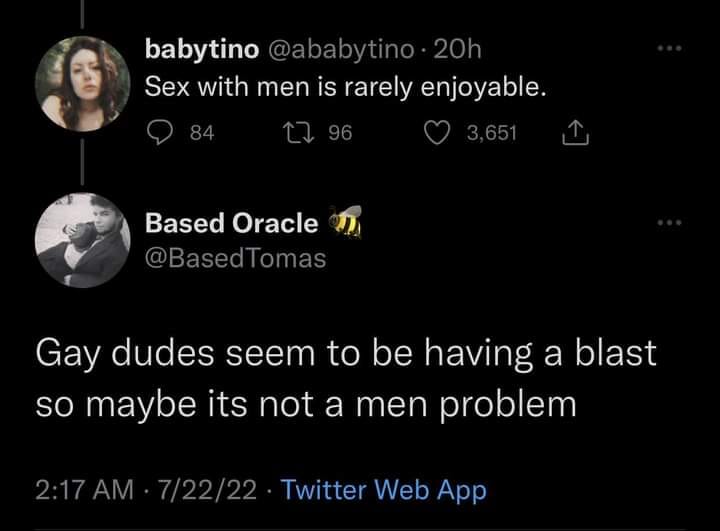 babytino @ababytino · 20h
Sex with men is rarely enjoyable.
84 96 3,651
Based Oracle 🐝
@BasedTomas
Gay dudes seem to be having a blast
so maybe its not a men problem
2:17 AM · 7/22/22 · Twitter Web App